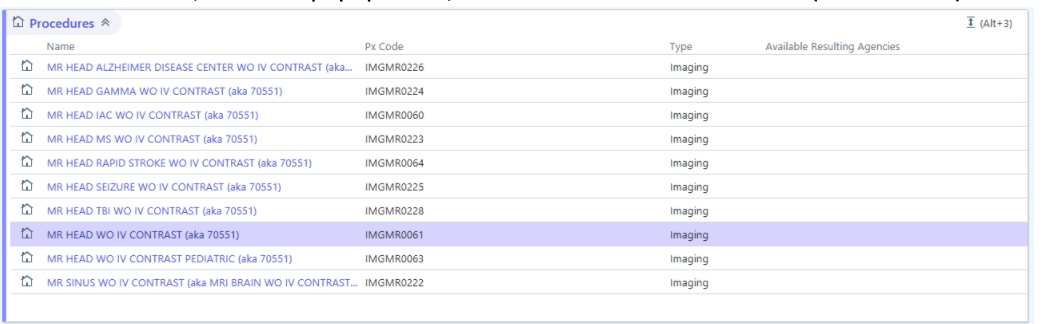 Procedures (Alt+3)
Name Px Code Type Available Resulting Agencies
MR HEAD ALZHEIMER DISEASE CENTER WO IV CONTRAST (aka... IMGMR0226 Imaging
MR HEAD GAMMA WO IV CONTRAST (aka 70551) IMGMR0224 Imaging
MR HEAD IAC WO IV CONTRAST (aka 70551) IMGMR0060 Imaging
MR HEAD MS WO IV CONTRAST (aka 70551) IMGMR0223 Imaging
MR HEAD RAPID STROKE WO IV CONTRAST (aka 70551) IMGMR0064 Imaging
MR HEAD SEIZURE WO IV CONTRAST (aka 70551) IMGMR0225 Imaging
MR HEAD TBI WO IV CONTRAST (aka 70551) IMGMR0228 Imaging
MR HEAD WO IV CONTRAST (aka 70551) IMGMR0061 Imaging
MR HEAD WO IV CONTRAST PEDIATRIC (aka 70551) IMGMR0063 Imaging
MR SINUS WO IV CONTRAST (aka MRI BRAIN WO IV CONTRAST... IMGMR0222 Imaging